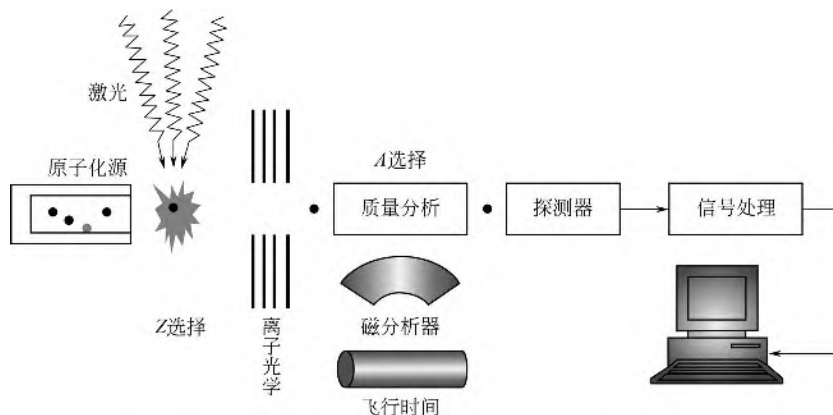 激光
原子化源
A选择
质量分析
探测器
信号处理
Z选择
离子光学
磁分析器
飞行时间